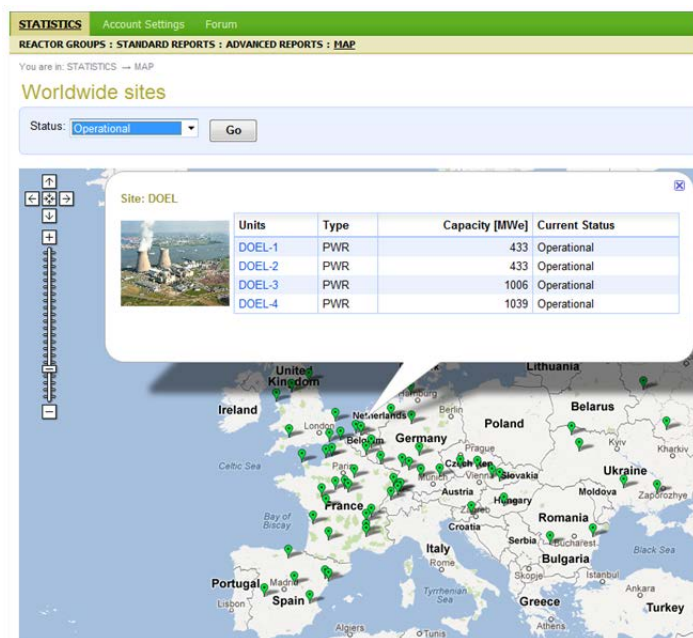 STATISTICS Account Settings Forum
REACTOR GROUPS : STANDARD REPORTS : ADVANCED REPORTS : MAP
You are in: STATISTICS → MAP
Worldwide sites
Status: Operational Go
Site: DOEL
Units Type Capacity [MWe] Current Status
DOEL-1 PWR 433 Operational
DOEL-2 PWR 433 Operational
DOEL-3 PWR 1006 Operational
DOEL-4 PWR 1039 Operational
United
Kingdom
Lithuania
Hamburg
Ireland
Netherlands
Berlin
Belarus
London
Poland
Belgium
Germany
Kyiv
Kharkiv
Celtic Sea
Paris
Prague
Czech Rep
Ukraine
Munich
Vienna
Slovakia
Austria
Moldova
Zaporozhye
France
Hungary
Bay of
Biscay
Zagreb
Croatia
Romania
Serbia
Bucharest
Italy
Black Sea
Bulgaria
Rome
Portugal
Madrid
Skopje
Istanbul
Lisbon
Spain
Tyrrhenian
Sea
Ankara
Greece
Turkey
Algiers
Tunis
Athens